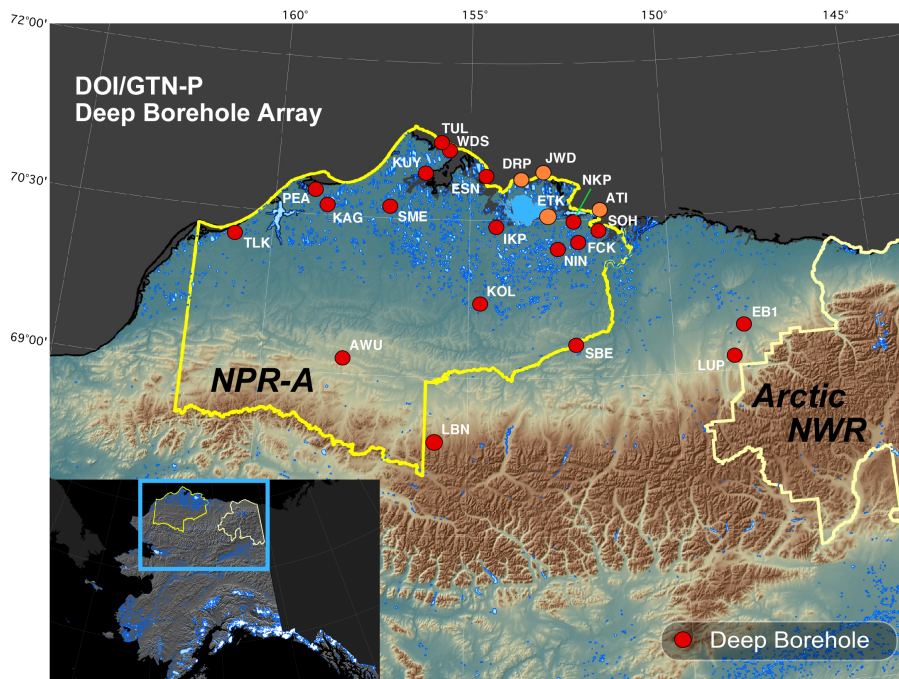 160°
155°
150°
145°
72°00'
DOI/GTN-P
Deep Borehole Array
TUL
WDS
KUY
DRP
JWD
NKP
70°30'
ESN
ETK
ATI
PEA
KAG
SME
SOH
TLK
IKP
FCK
NIN
KOL
EB1
69°00'
AWU
SBE
LUP
NPR-A
Arctic
NWR
LBN
Deep Borehole